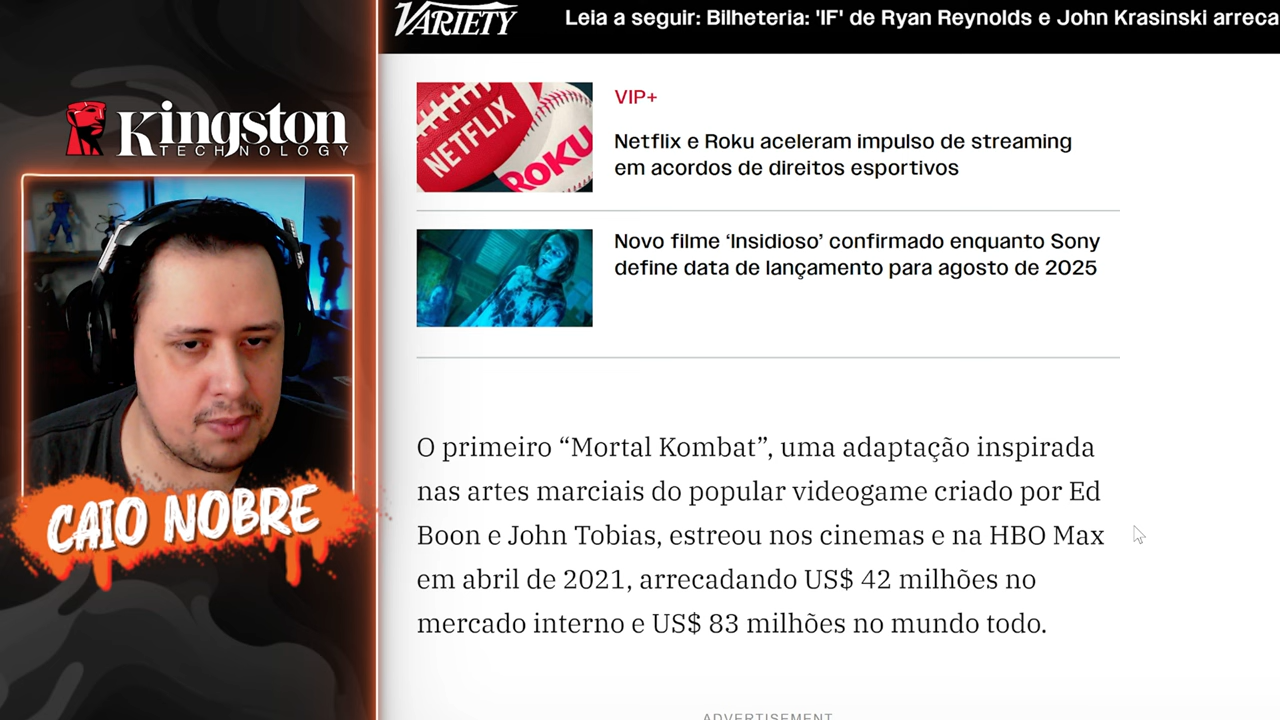 VARIETY
Leia a seguir: Bilheteria: 'IF' de Ryan Reynolds e John Krasinski arreca
Kingston
TECHNOLOGY
NETFLIX
ROKU
VIP+
Netflix e Roku aceleram impulso de streaming
em acordos de direitos esportivos
Novo filme ‘Insidioso’ confirmado enquanto Sony
define data de lançamento para agosto de 2025
O primeiro “Mortal Kombat”, uma adaptação inspirada
nas artes marciais do popular videogame criado por Ed
Boon e John Tobias, estreou nos cinemas e na HBO Max
em abril de 2021, arrecadando US$ 42 milhões no
mercado interno e US$ 83 milhões no mundo todo.
CAIO NOBRE
ADVERTISEMENT